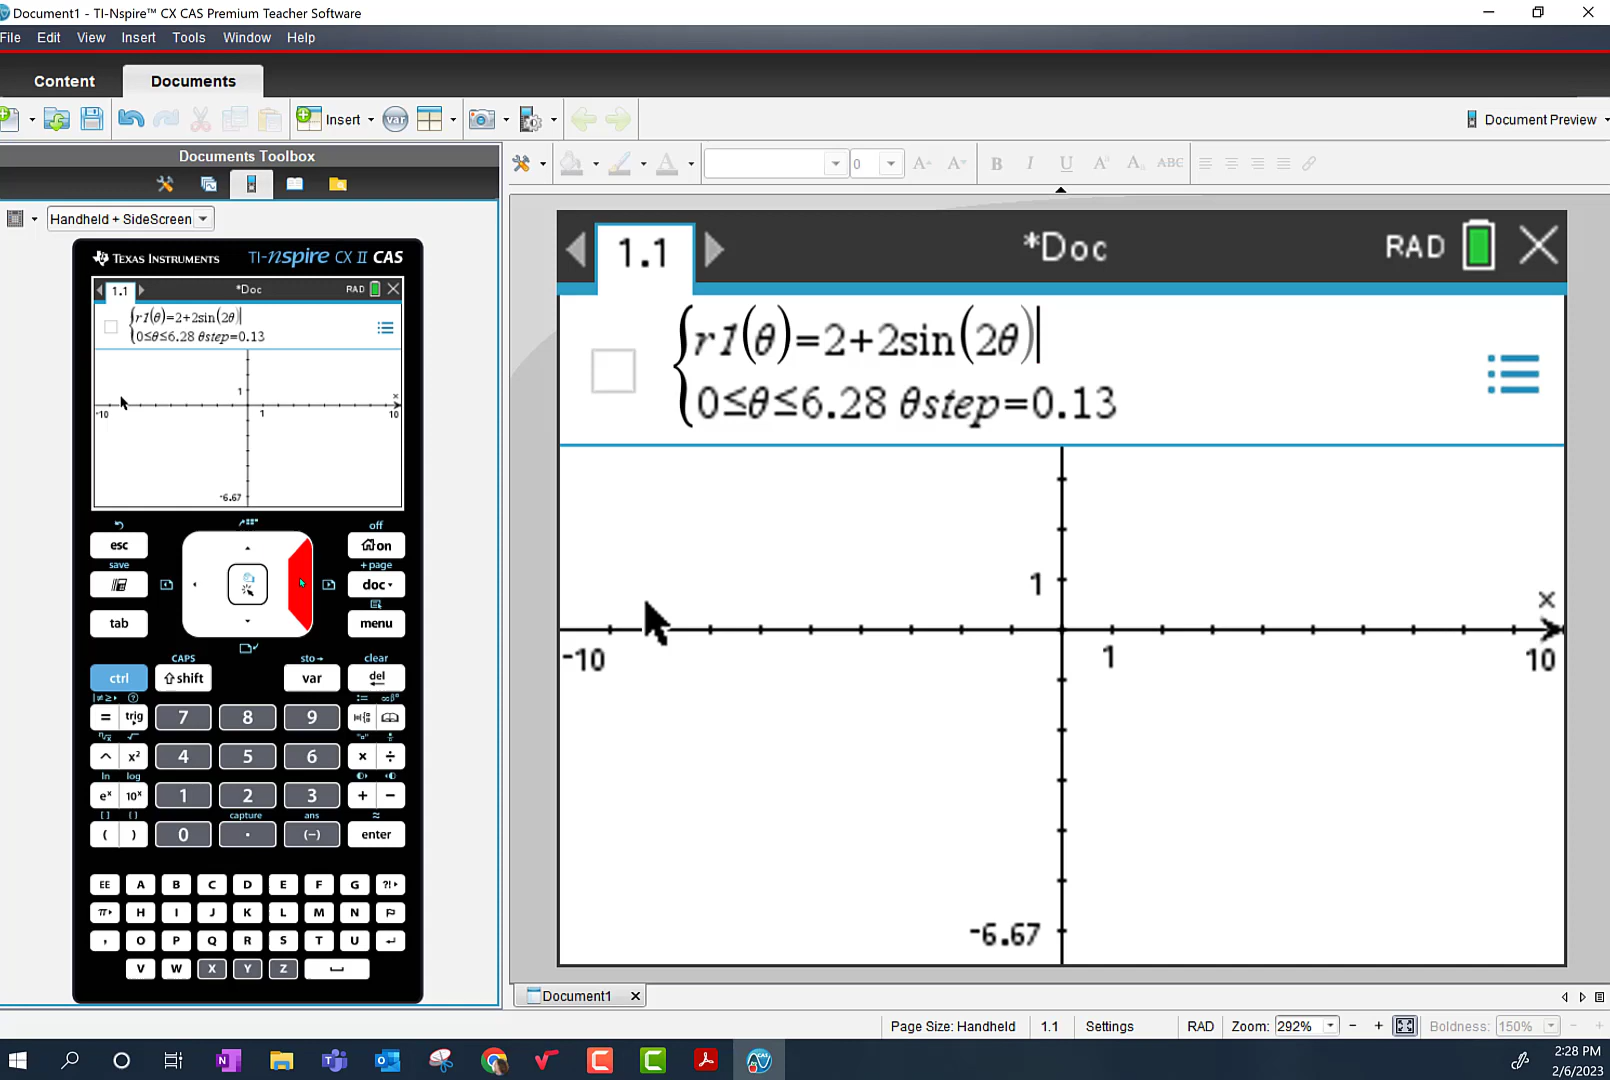 Document1 - TI-Nspire™ CX CAS Premium Teacher Software
File Edit View Insert Tools Window Help
Content Documents
Insert var Document Preview
Documents Toolbox
0 B I U A A ABC
Handheld + SideScreen
TEXAS INSTRUMENTS TI-nspire CX II CAS
1.1 *Doc RAD
r1(θ)=2+2sin(2θ)
0≤θ≤6.28 θstep=0.13
1
x
-10 1 10
-6.67
off
esc on
save +page
doc
tab menu
CAPS sto→ clear
ctrl shift var del
= trig 7 8 9
^ x² 4 5 6 × ÷
ln log
eˣ 10ˣ 1 2 3 + −
[ ] { } capture ans ≈
( ) 0 . (−) enter
EE A B C D E F G ?!
π H I J K L M N
, O P Q R S T U
V W X Y Z
1.1 *Doc RAD
r1(θ)=2+2sin(2θ)
0≤θ≤6.28 θstep=0.13
1
x
-10 1 10
-6.67
Document1
Page Size: Handheld 1.1 Settings RAD Zoom: 292% − + Boldness: 150% − +
2:28 PM
2/6/2023